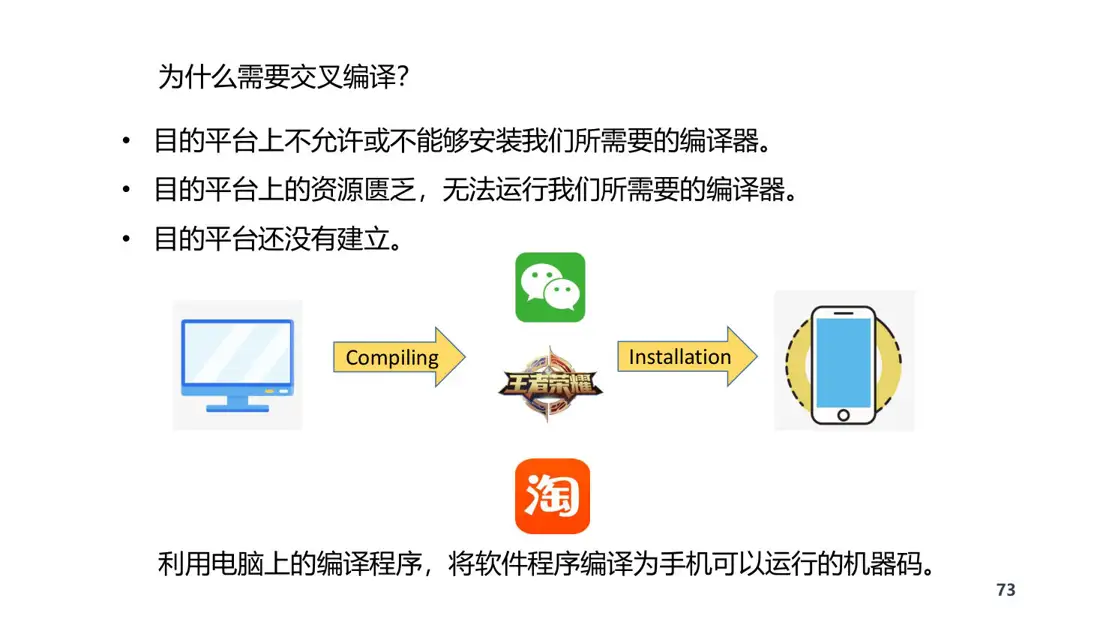 为什么需要交叉编译？
• 目的平台上不允许或不能够安装我们所需要的编译器。
• 目的平台上的资源匮乏，无法运行我们所需要的编译器。
• 目的平台还没有建立。
Compiling
Installation
王者荣耀
淘
利用电脑上的编译程序，将软件程序编译为手机可以运行的机器码。
73